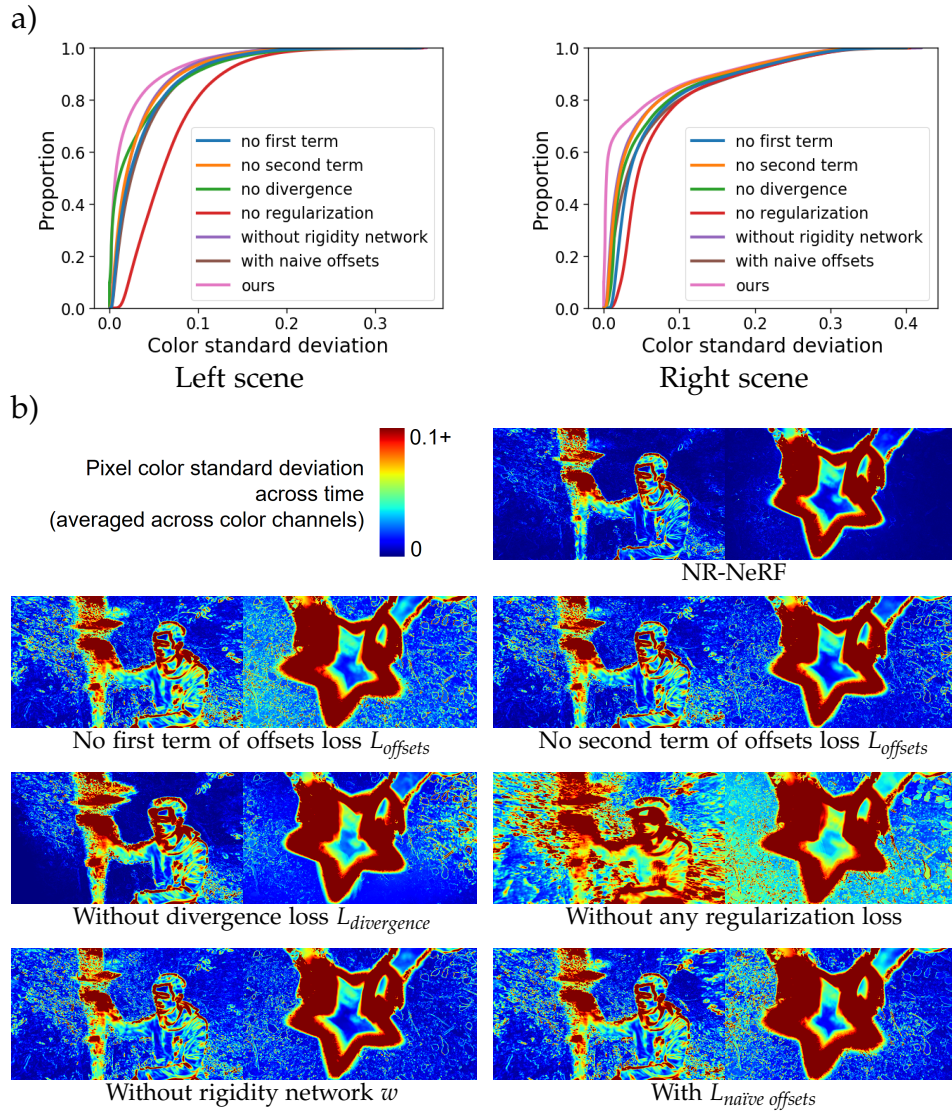 a)
1.0
0.8
0.6
0.4
0.2
0.0
Proportion
no first term
no second term
no divergence
no regularization
without rigidity network
with naive offsets
ours
0.0 0.1 0.2 0.3
Color standard deviation
Left scene
1.0
0.8
0.6
0.4
0.2
0.0
Proportion
no first term
no second term
no divergence
no regularization
without rigidity network
with naive offsets
ours
0.0 0.1 0.2 0.3 0.4
Color standard deviation
Right scene
b)
Pixel color standard deviation
across time
(averaged across color channels)
0.1+
0
NR-NeRF
No first term of offsets loss L_offsets
No second term of offsets loss L_offsets
Without divergence loss L_divergence
Without any regularization loss
Without rigidity network w
With L_naïve offsets